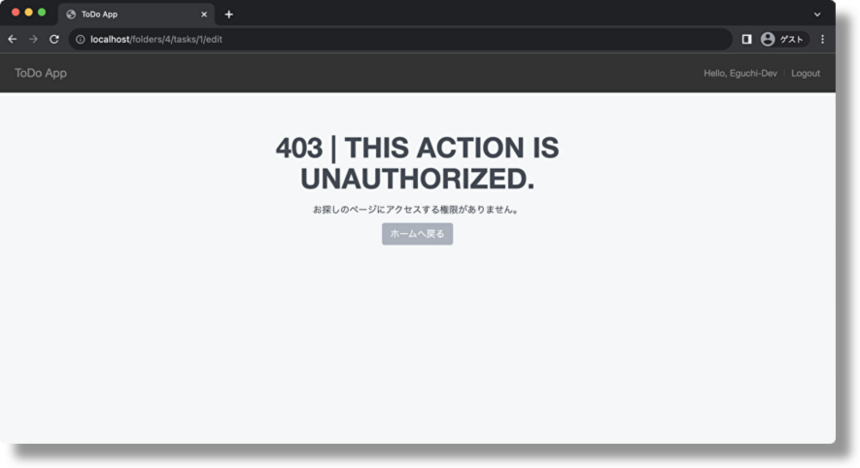 ToDo App
localhost/folders/4/tasks/1/edit
ゲスト
ToDo App
Hello, Eguchi-Dev
Logout
403 | THIS ACTION IS
UNAUTHORIZED.
お探しのページにアクセスする権限がありません。
ホームへ戻る